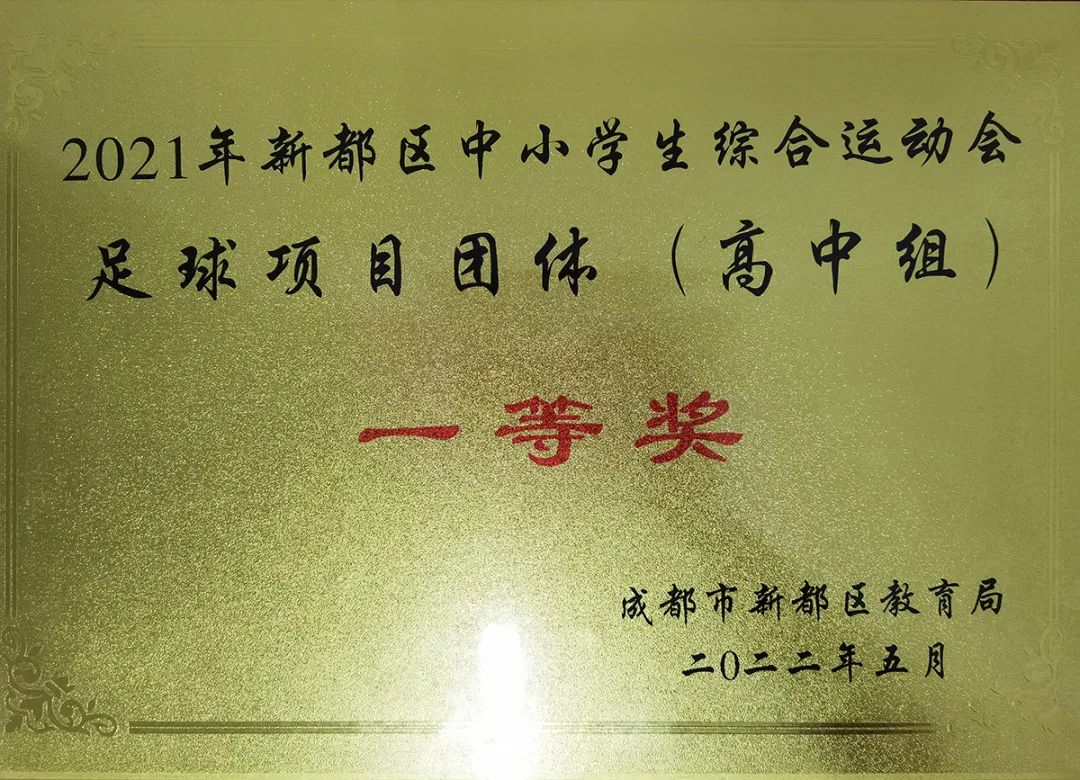 2021年新都区中小学生综合运动会
足球项目团体（高中组）
一等奖
成都市新都区教育局
二0二二年五月